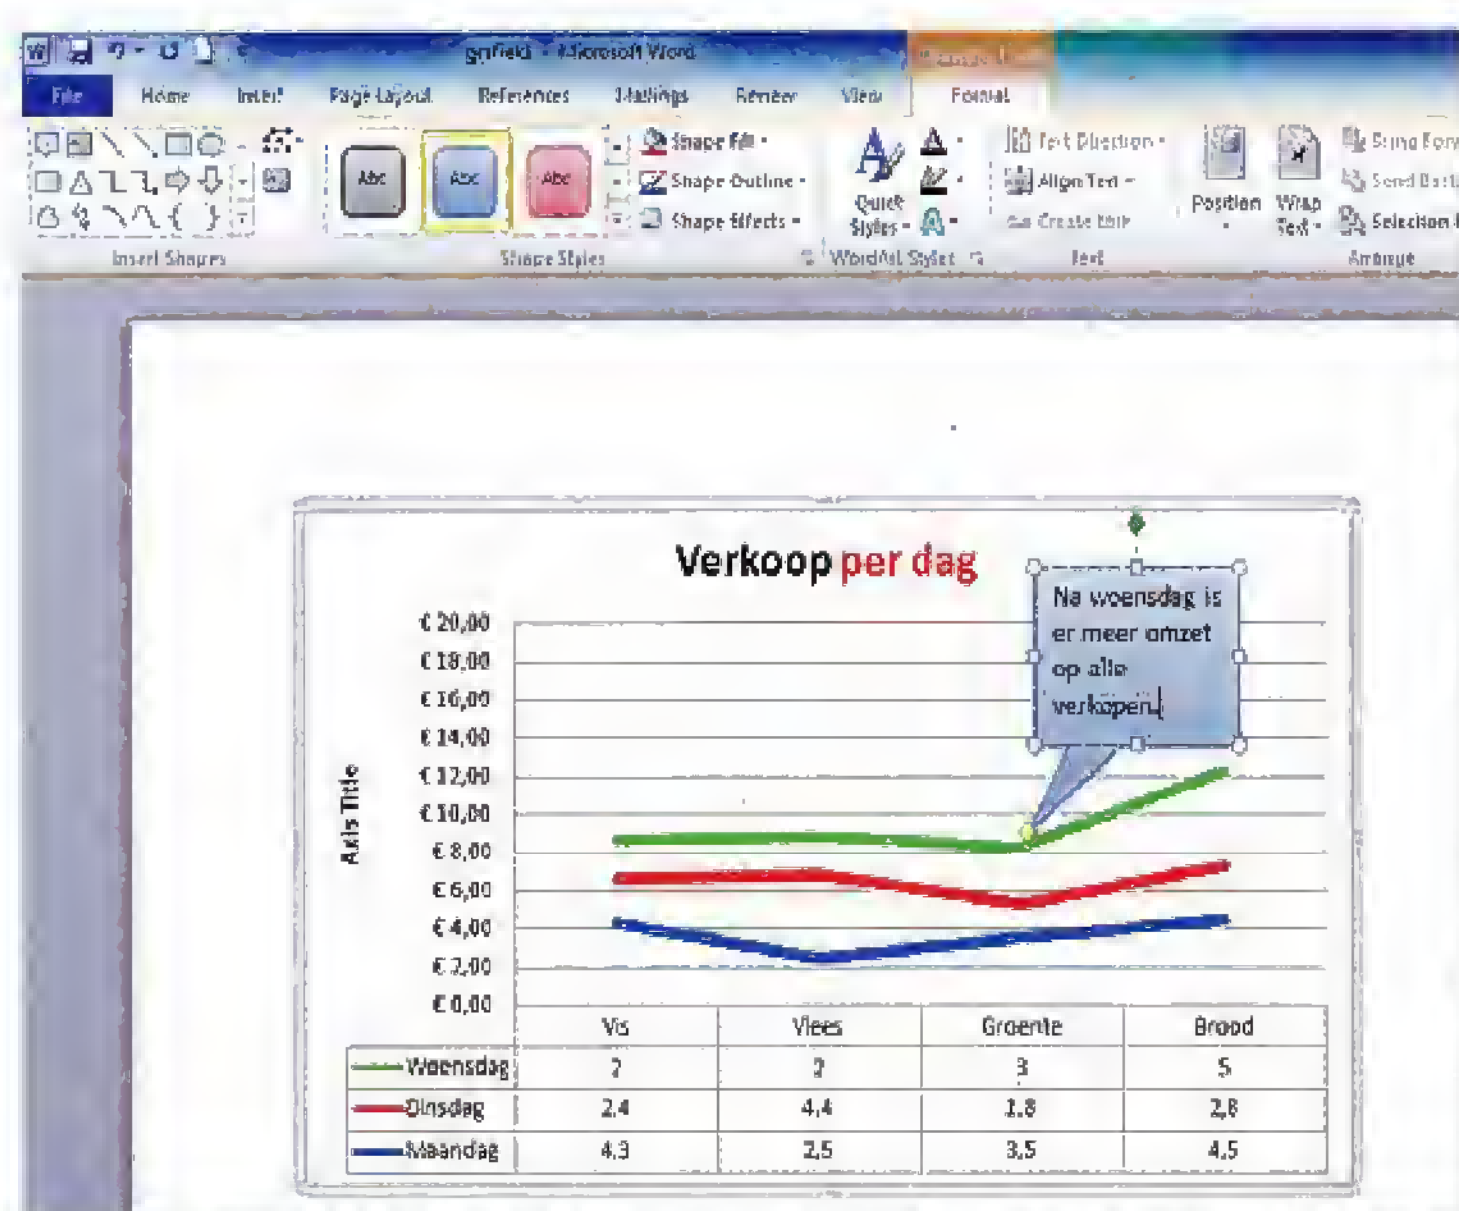 W
grafiek - Microsoft Word
File Home Insert Page Layout References Mailings Review View Format
Abc Abc Abc
Shape Fill
Shape Outline
Shape Effects
Quick
Styles
Text Direction
Align Text
Create Link
Position
Wrap
Text
Selection
Insert Shapes Shape Styles WordArt Styles Text Arrange
Verkoop per dag
Na woensdag is
er meer omzet
op alle
verkopen.
€ 20,00
€ 18,00
€ 16,00
€ 14,00
€ 12,00
€ 10,00
€ 8,00
€ 6,00
€ 4,00
€ 2,00
€ 0,00
Axis Title
Vis Vlees Groente Brood
Woensdag 2 2 3 5
Dinsdag 2,4 4,4 1,8 2,8
Maandag 4,3 2,5 3,5 4,5